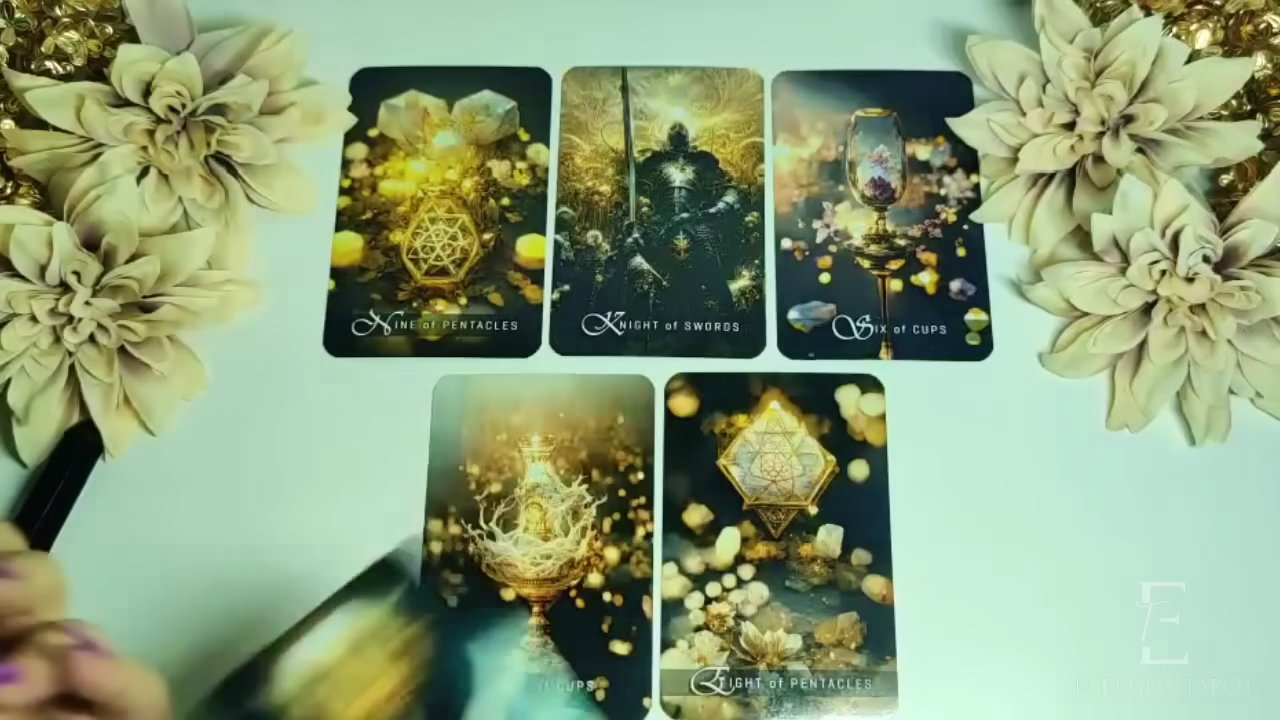 NINE of PENTACLES
KNIGHT of SWORDS
SIX of CUPS
CUPS
EIGHT of PENTACLES
E